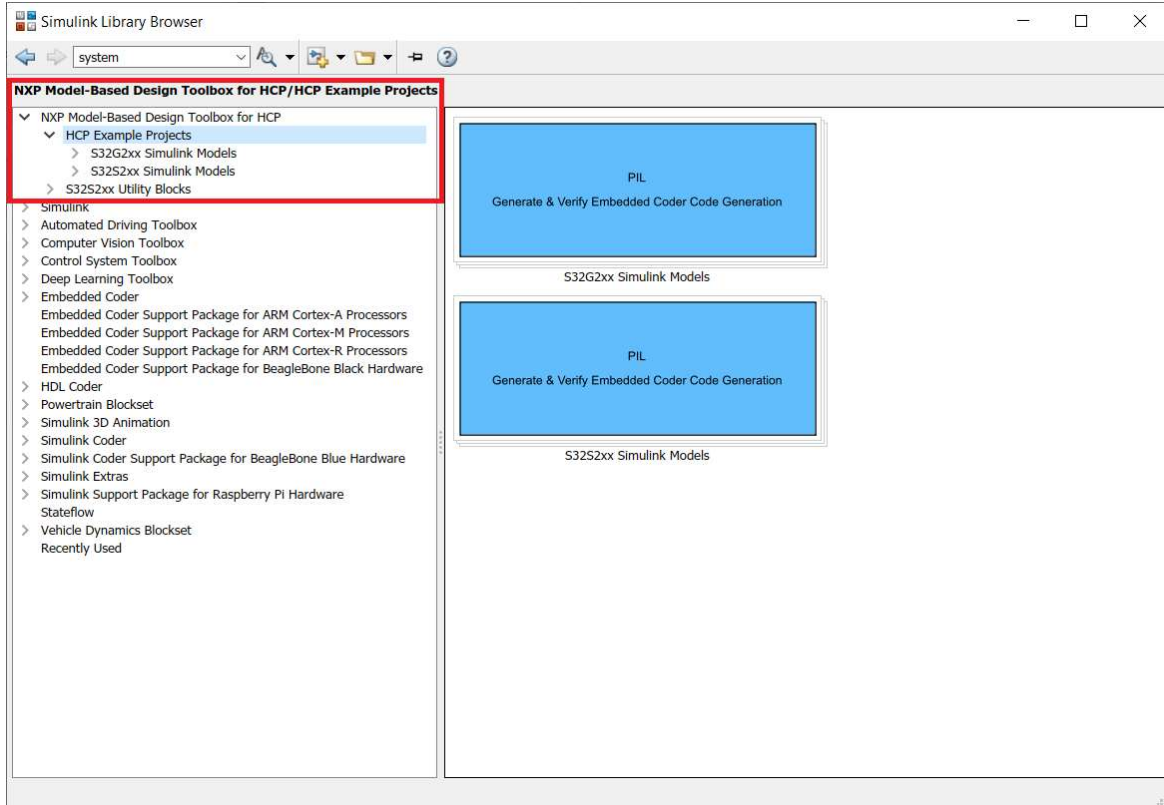 Simulink Library Browser
system
NXP Model-Based Design Toolbox for HCP/HCP Example Projects
NXP Model-Based Design Toolbox for HCP
HCP Example Projects
S32G2xx Simulink Models
S32S2xx Simulink Models
S32S2xx Utility Blocks
Simulink
Automated Driving Toolbox
Computer Vision Toolbox
Control System Toolbox
Deep Learning Toolbox
Embedded Coder
Embedded Coder Support Package for ARM Cortex-A Processors
Embedded Coder Support Package for ARM Cortex-M Processors
Embedded Coder Support Package for ARM Cortex-R Processors
Embedded Coder Support Package for BeagleBone Black Hardware
HDL Coder
Powertrain Blockset
Simulink 3D Animation
Simulink Coder
Simulink Coder Support Package for BeagleBone Blue Hardware
Simulink Extras
Simulink Support Package for Raspberry Pi Hardware
Stateflow
Vehicle Dynamics Blockset
Recently Used
PIL
Generate & Verify Embedded Coder Code Generation
S32G2xx Simulink Models
PIL
Generate & Verify Embedded Coder Code Generation
S32S2xx Simulink Models